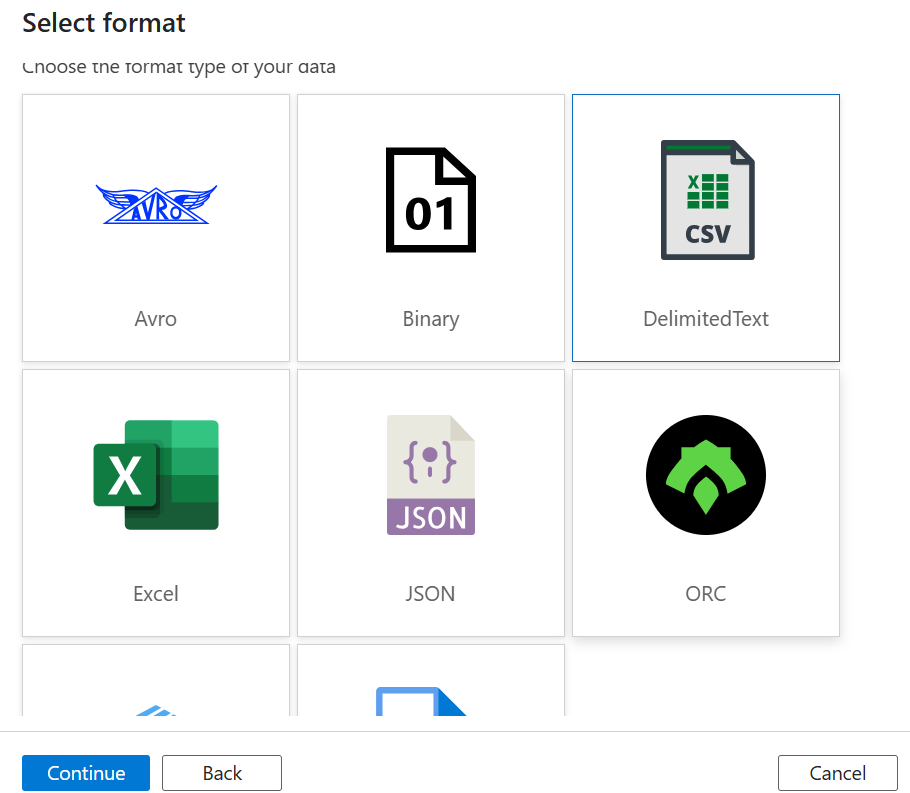 Select format
Choose the format type of your data
AVRO
01
X
CSV
Avro
Binary
DelimitedText
X
JSON
Excel
JSON
ORC
Continue
Back
Cancel